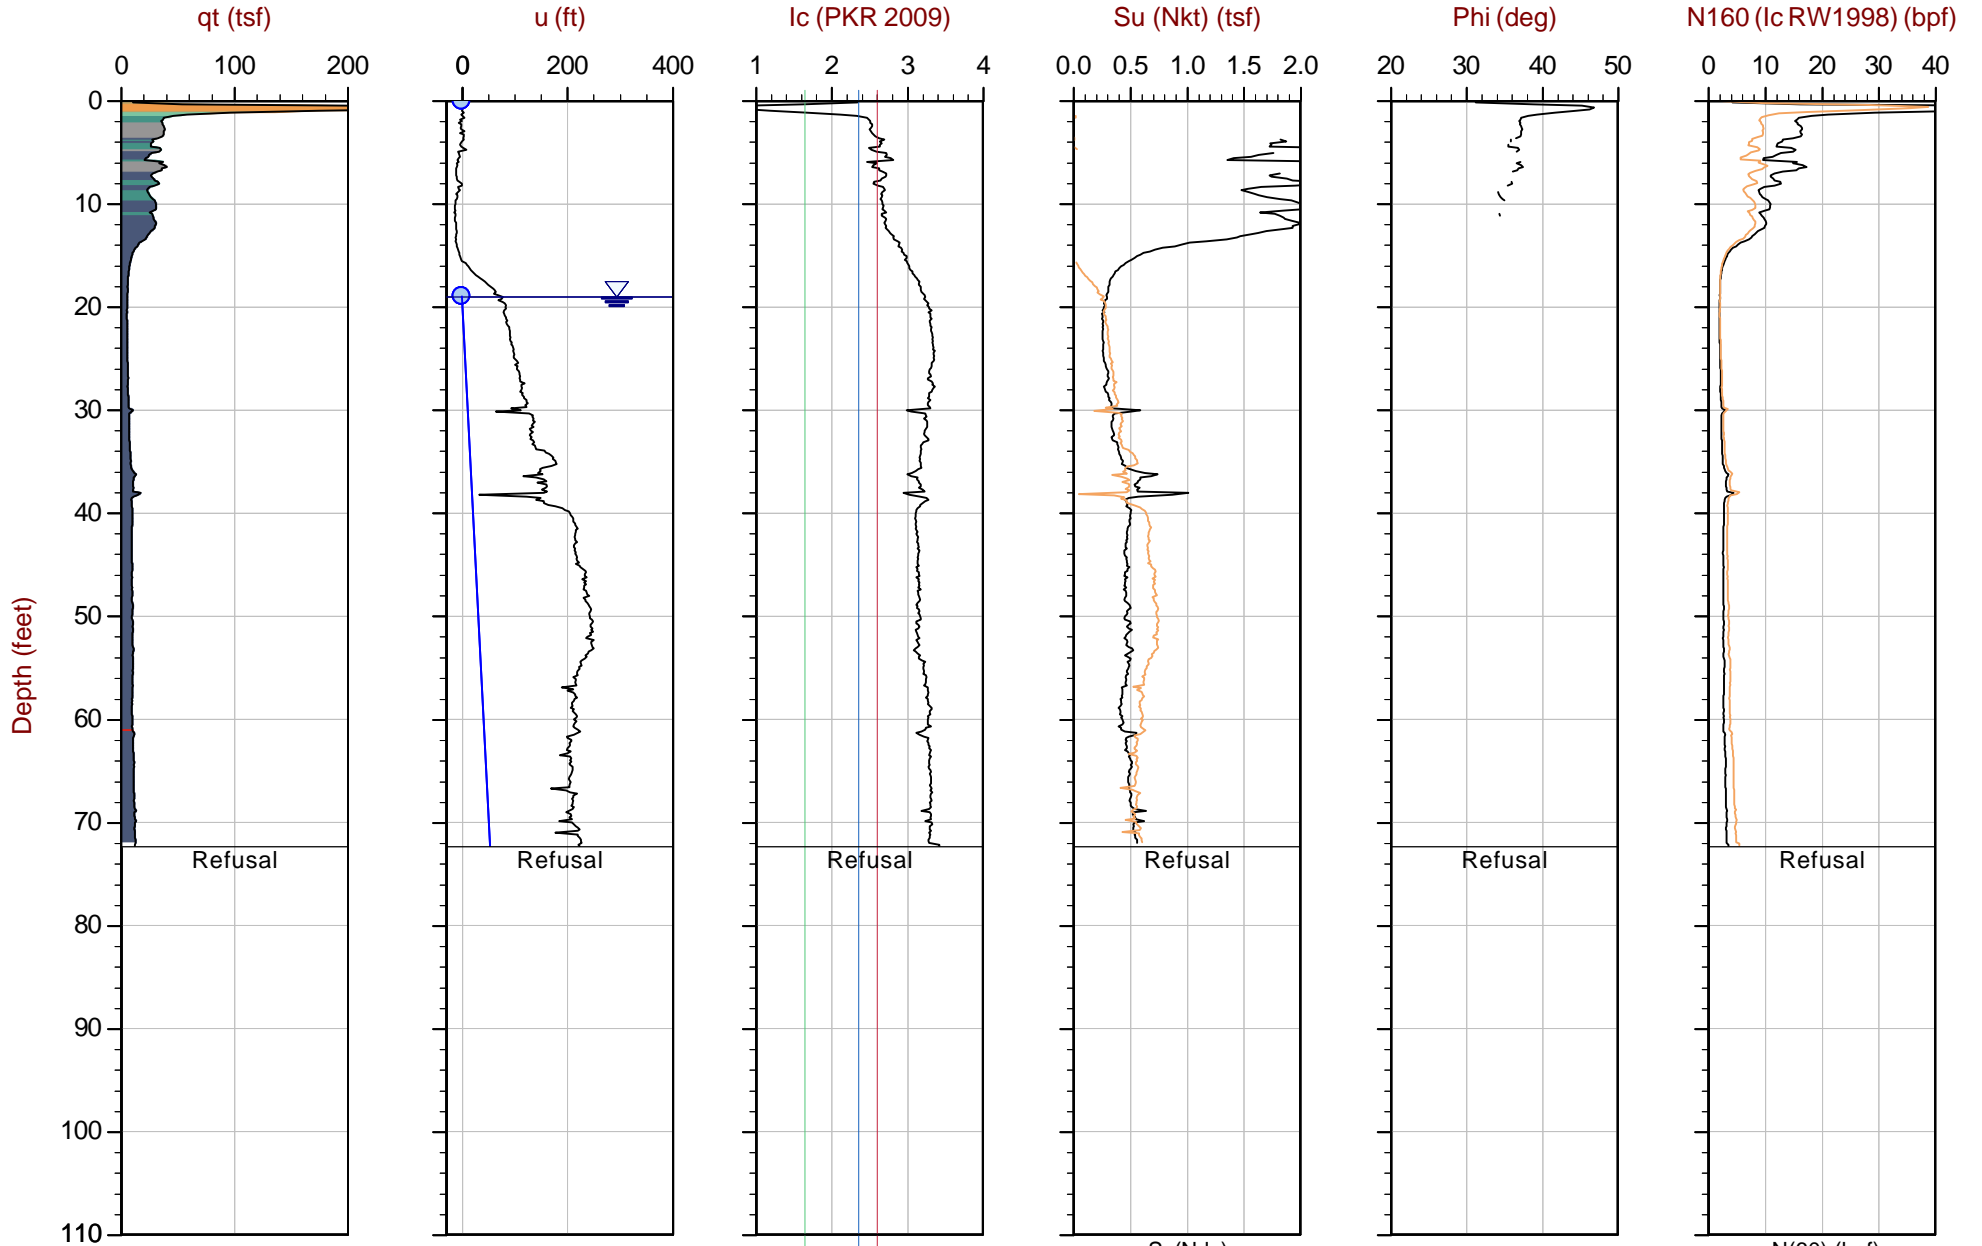 qt (tsf)
u (ft)
Ic (PKR 2009)
Su (Nkt) (tsf)
Phi (deg)
N160 (Ic RW1998) (bpf)
0 100 200
0 200 400
1 2 3 4
0.0 0.5 1.0 1.5 2.0
20 30 40 50
0 10 20 30 40
0
10
20
30
40
50
60
70
80
90
100
110
Depth (feet)
Refusal
Refusal
Refusal
Refusal
Refusal
Refusal